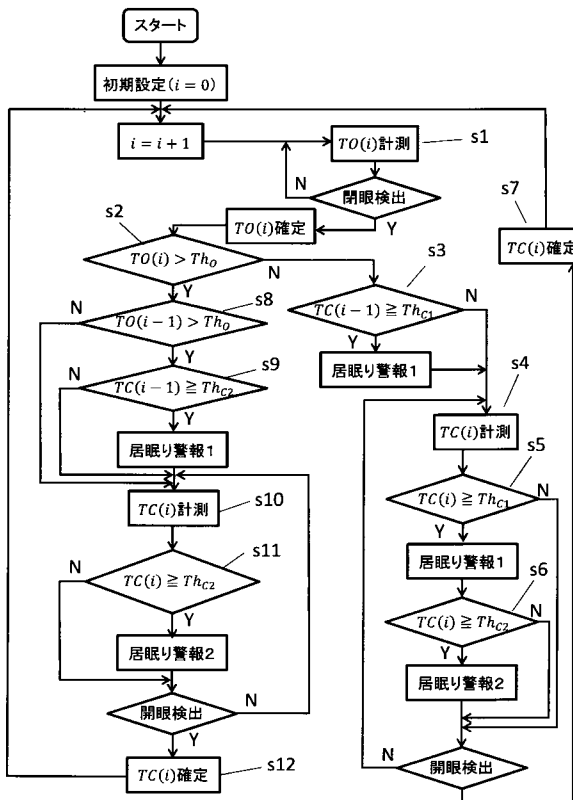 スタート
初期設定(i=0)
i=i+1
TO(i)計測
s1
N
閉眼検出
Y
TO(i)確定
s7
TC(i)確定
s2
TO(i)>Th_O
N
Y
s3
TC(i−1)≧Th_C1
N
Y
居眠り警報1
s8
N
TO(i−1)>Th_O
Y
s9
N
TC(i−1)≧Th_C2
Y
居眠り警報1
s4
TC(i)計測
s5
TC(i)≧Th_C1
N
Y
居眠り警報1
s6
TC(i)≧Th_C2
N
Y
居眠り警報2
N
開眼検出
TC(i)計測
s10
s11
N
TC(i)≧Th_C2
Y
居眠り警報2
開眼検出
N
Y
TC(i)確定
s12